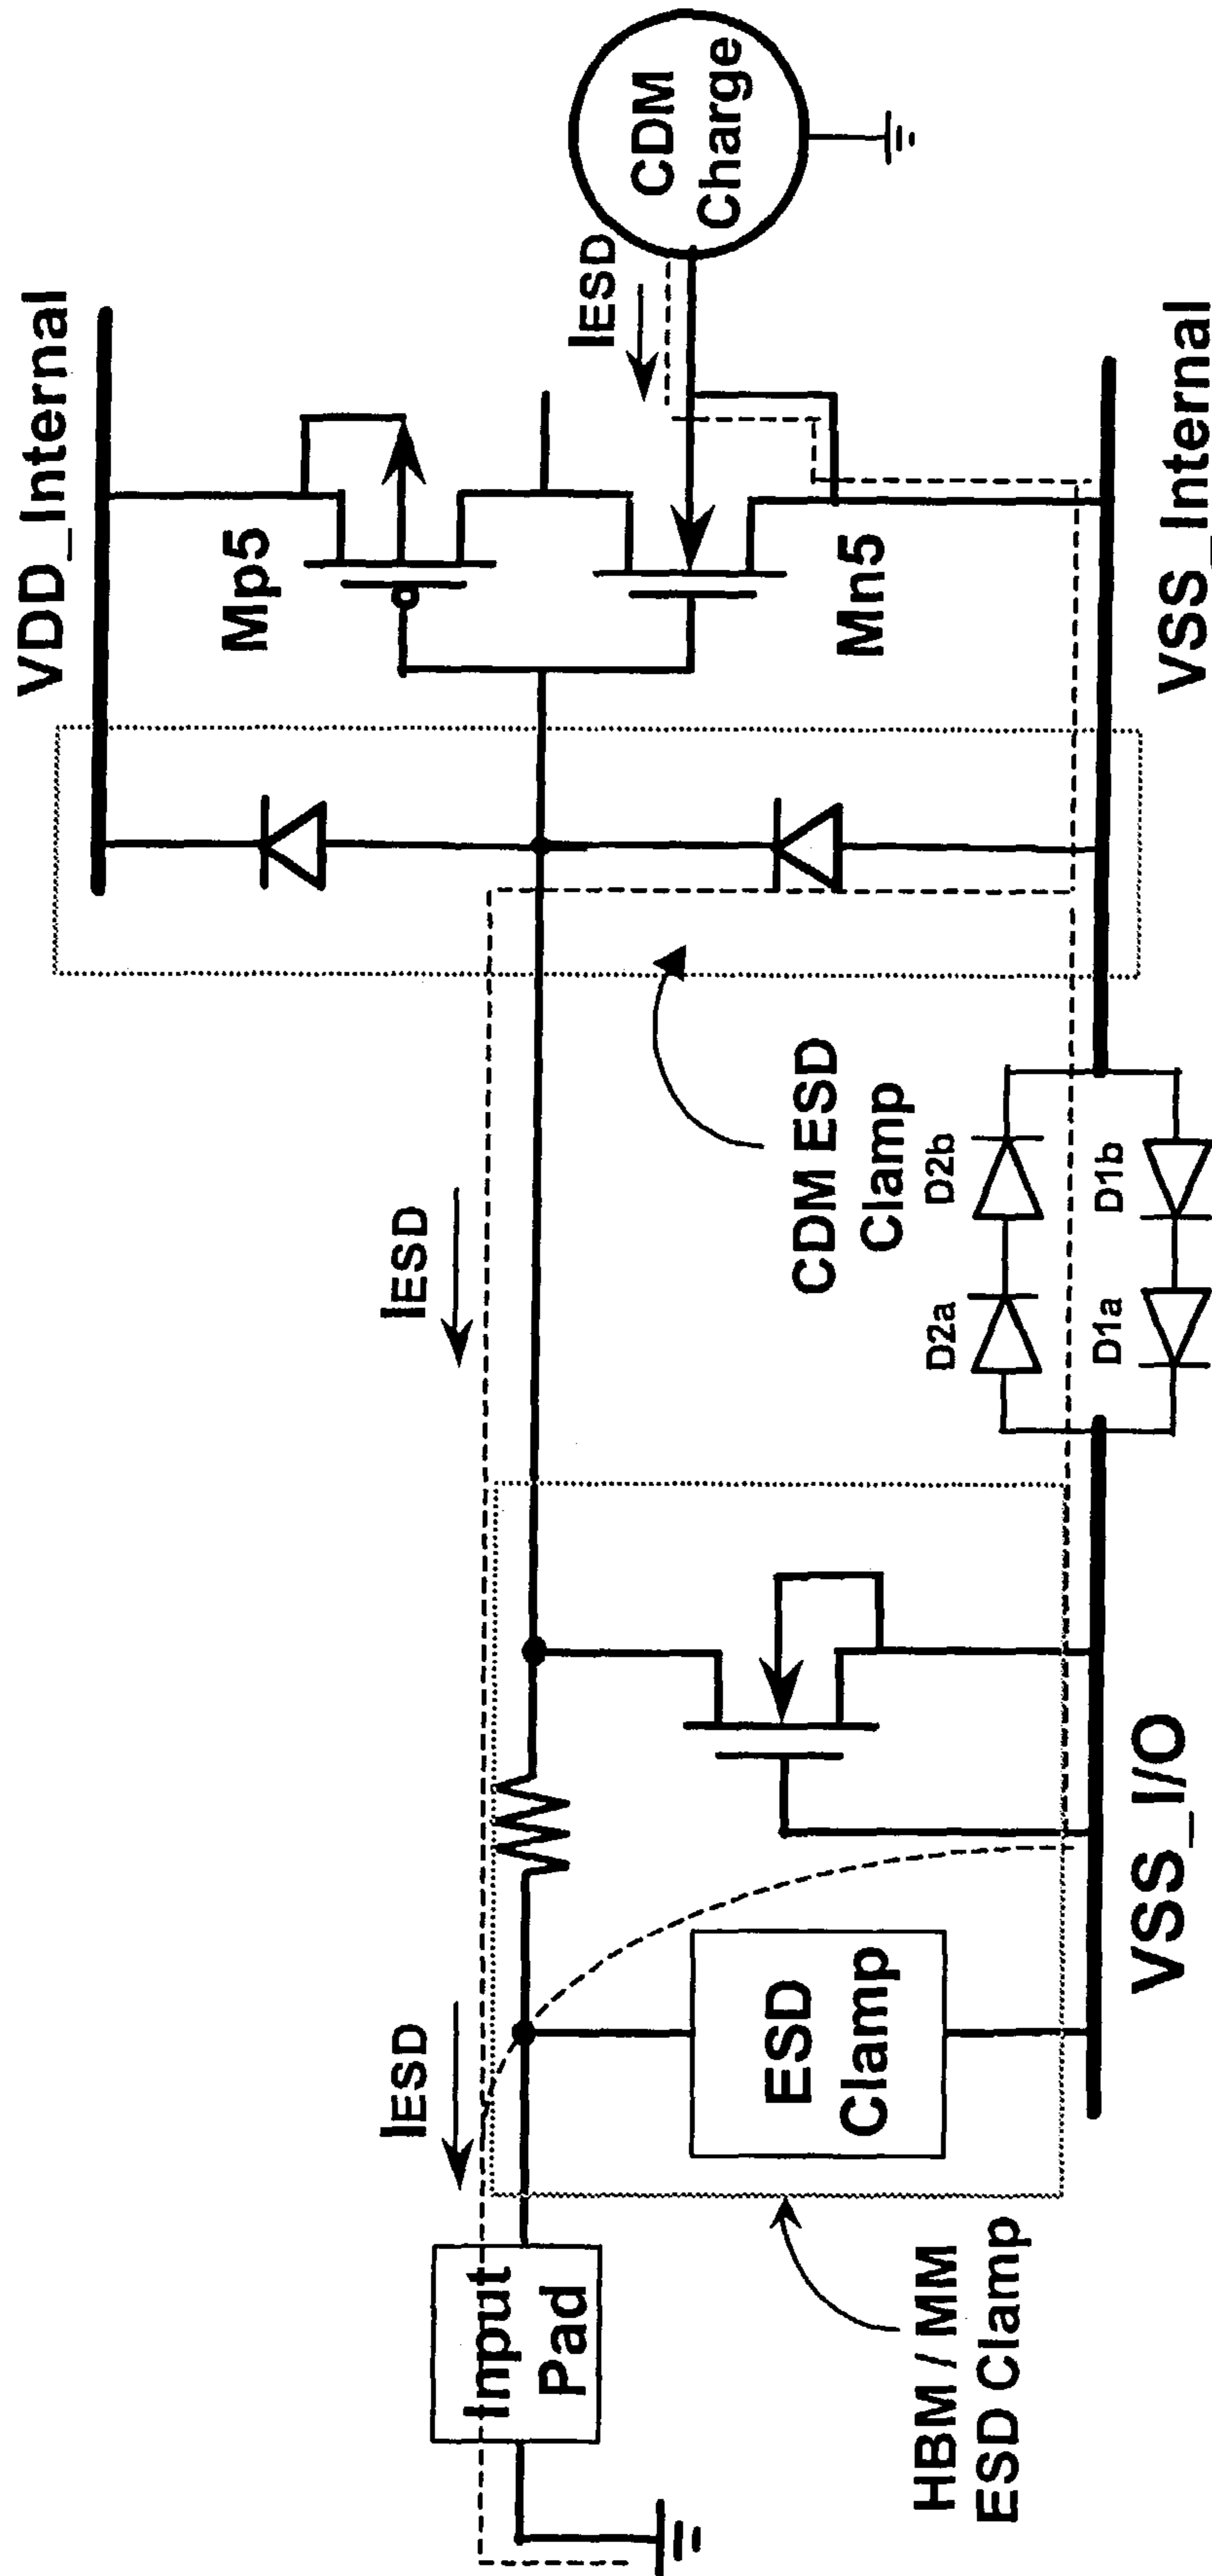 VDD_Internal
Mp5
Mn5
VSS_Internal
CDM
Charge
IESD
IESD
IESD
CDM ESD
Clamp
D2b
D1b
D2a
D1a
ESD
Clamp
VSS_I/O
Input
Pad
HBM / MM
ESD Clamp